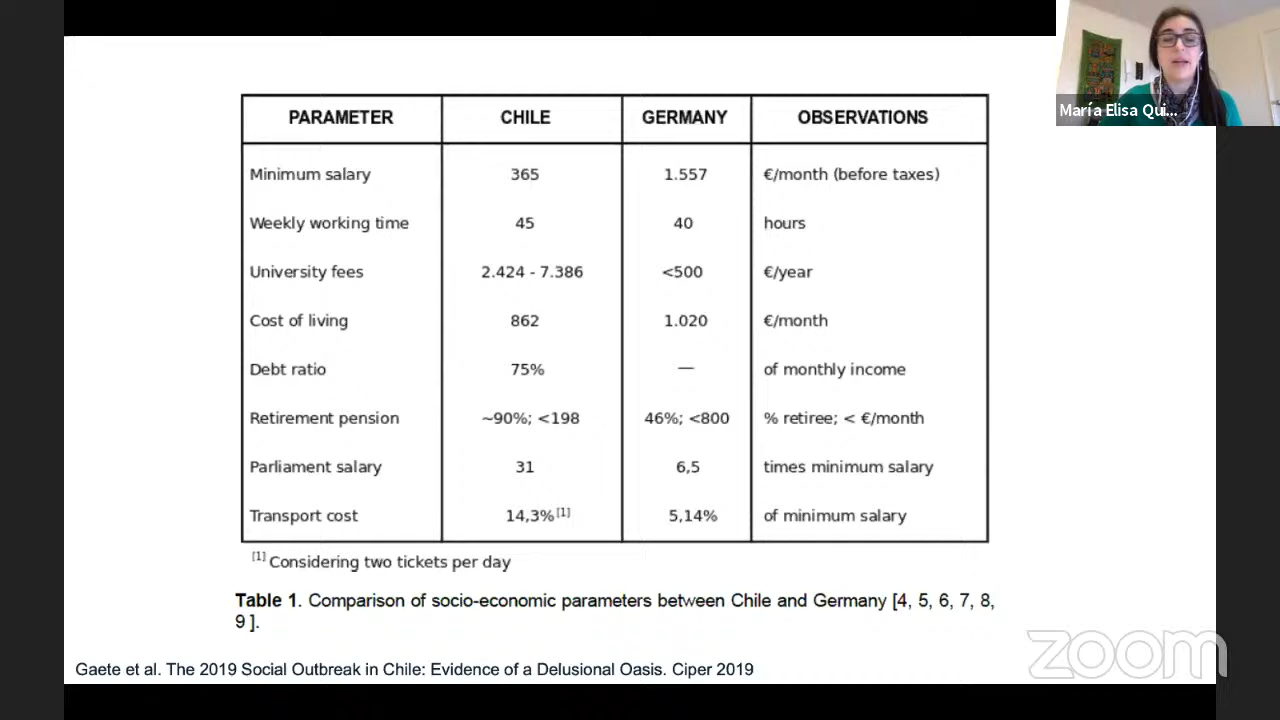 PARAMETER CHILE GERMANY OBSERVATIONS
Minimum salary 365 1.557 €/month (before taxes)
Weekly working time 45 40 hours
University fees 2.424 - 7.386 <500 €/year
Cost of living 862 1.020 €/month
Debt ratio 75% — of monthly income
Retirement pension ~90%; <198 46%; <800 % retiree; < €/month
Parliament salary 31 6,5 times minimum salary
Transport cost 14,3%[1] 5,14% of minimum salary
[1] Considering two tickets per day
Table 1. Comparison of socio-economic parameters between Chile and Germany [4, 5, 6, 7, 8,
9 ].
Gaete et al. The 2019 Social Outbreak in Chile: Evidence of a Delusional Oasis. Ciper 2019
María Elisa Qui...
zoom